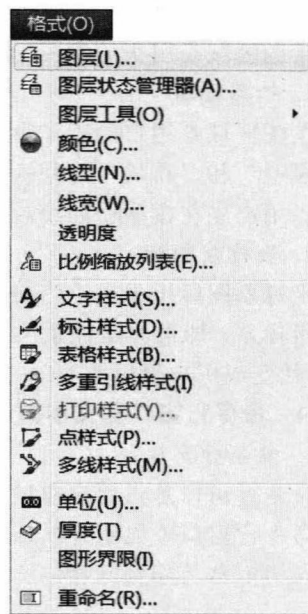 格式(O)
图层(L)...
图层状态管理器(A)...
图层工具(O)
颜色(C)...
线型(N)...
线宽(W)...
透明度
比例缩放列表(E)...
文字样式(S)...
标注样式(D)...
表格样式(B)...
多重引线样式(I)
打印样式(Y)...
点样式(P)...
多线样式(M)...
单位(U)...
厚度(T)
图形界限(I)
重命名(R)...